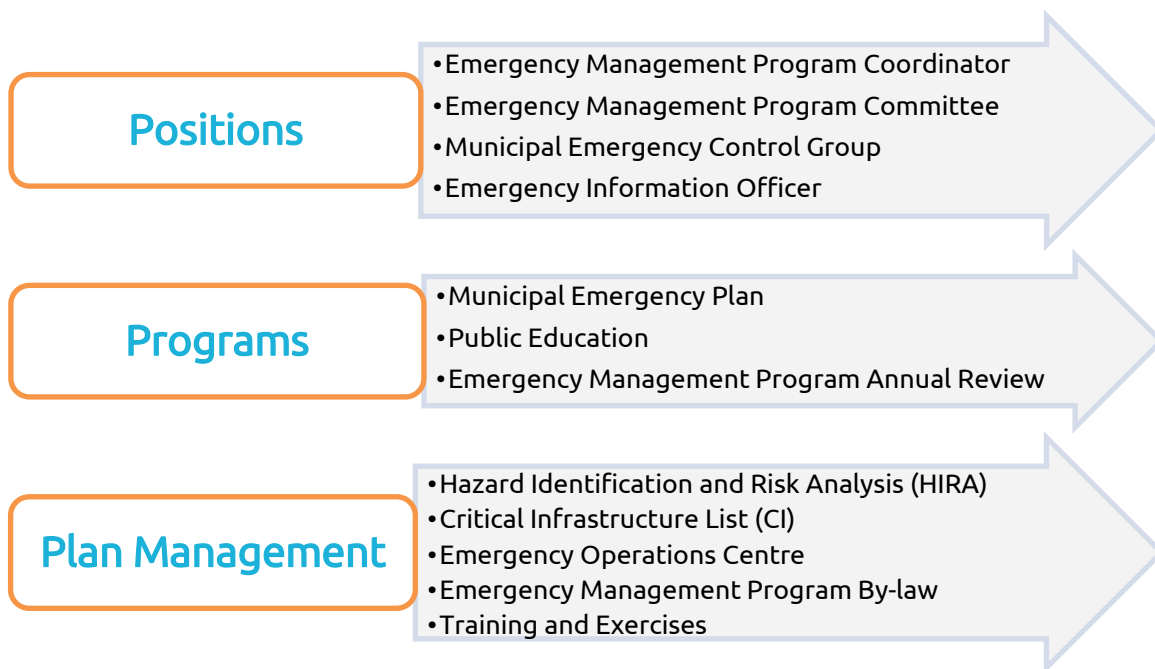 Positions
•Emergency Management Program Coordinator
•Emergency Management Program Committee
•Municipal Emergency Control Group
•Emergency Information Officer
Programs
•Municipal Emergency Plan
•Public Education
•Emergency Management Program Annual Review
Plan Management
•Hazard Identification and Risk Analysis (HIRA)
•Critical Infrastructure List (CI)
•Emergency Operations Centre
•Emergency Management Program By-law
•Training and Exercises